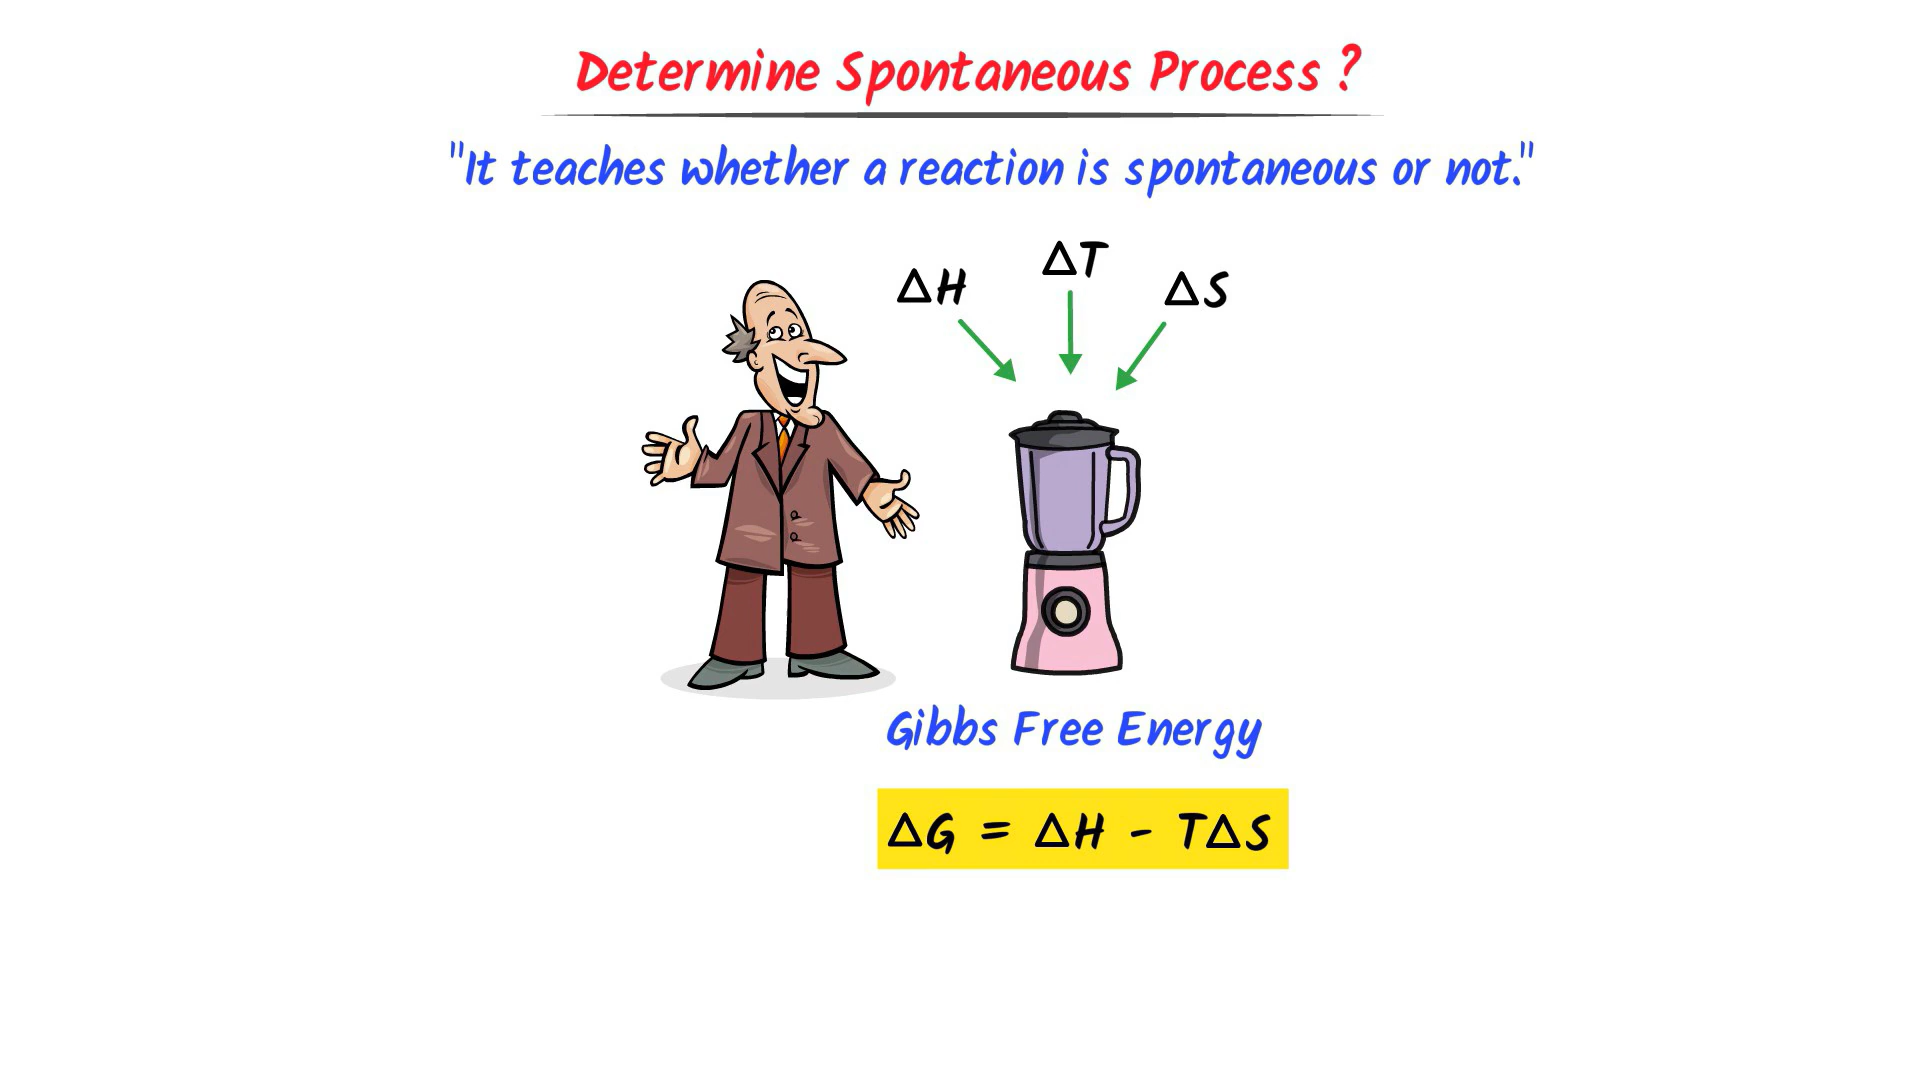 Determine Spontaneous Process ?
"It teaches whether a reaction is spontaneous or not."
ΔH
ΔT
ΔS
Gibbs Free Energy
ΔG = ΔH - TΔS